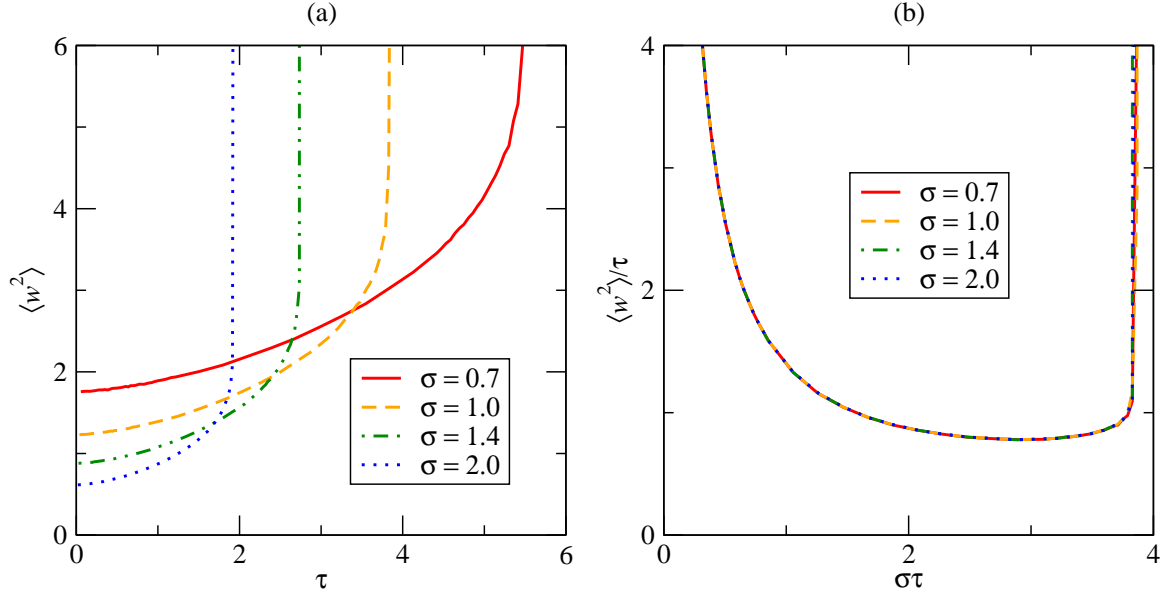 (a)
6
4
2
0
⟨w²⟩
0
2
4
6
τ
σ = 0.7
σ = 1.0
σ = 1.4
σ = 2.0
(b)
4
2
0
⟨w²⟩/τ
0
2
4
στ
σ = 0.7
σ = 1.0
σ = 1.4
σ = 2.0